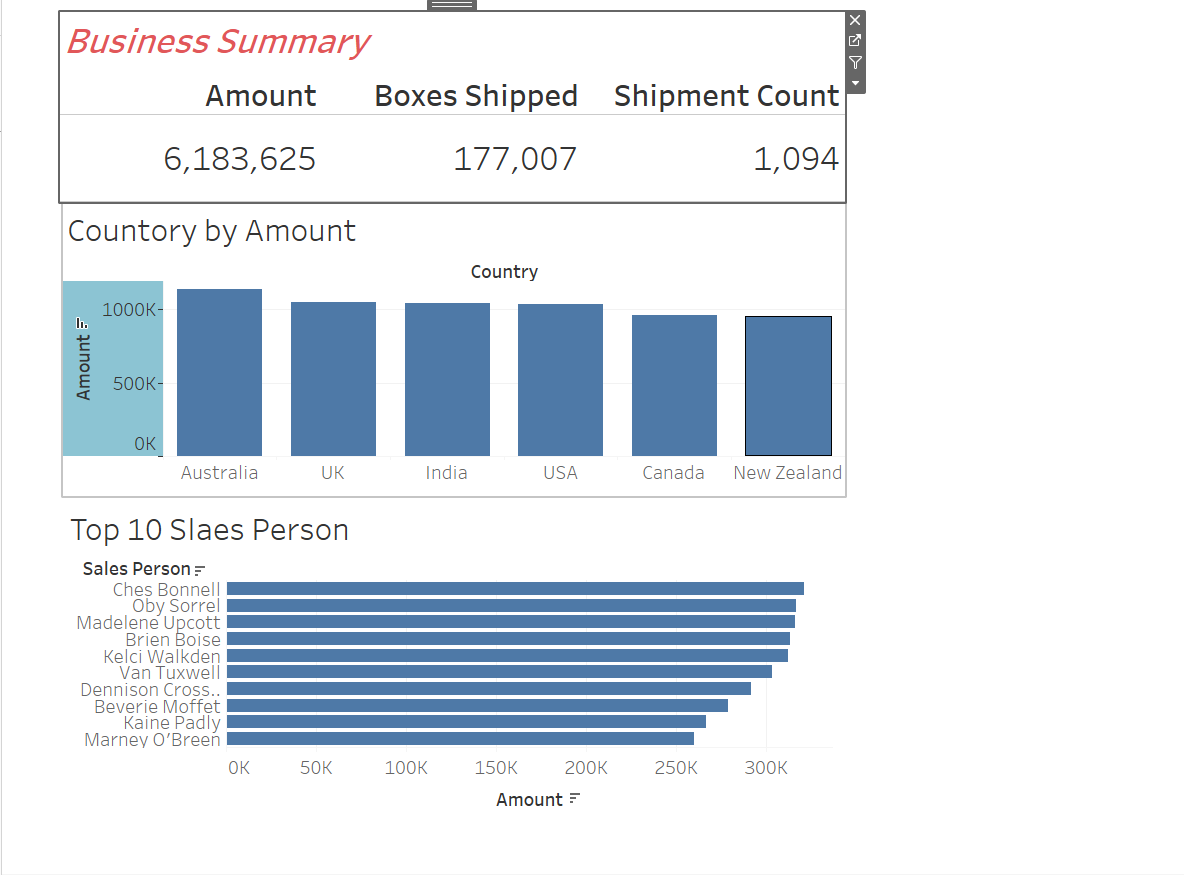 Business Summary
Amount Boxes Shipped Shipment Count
6,183,625 177,007 1,094
Countory by Amount
Country
Amount
1000K
500K
0K
Australia UK India USA Canada New Zealand
Top 10 Slaes Person
Sales Person
Ches Bonnell
Oby Sorrel
Madelene Upcott
Brien Boise
Kelci Walkden
Van Tuxwell
Dennison Cross..
Beverie Moffet
Kaine Padly
Marney O'Breen
0K 50K 100K 150K 200K 250K 300K
Amount